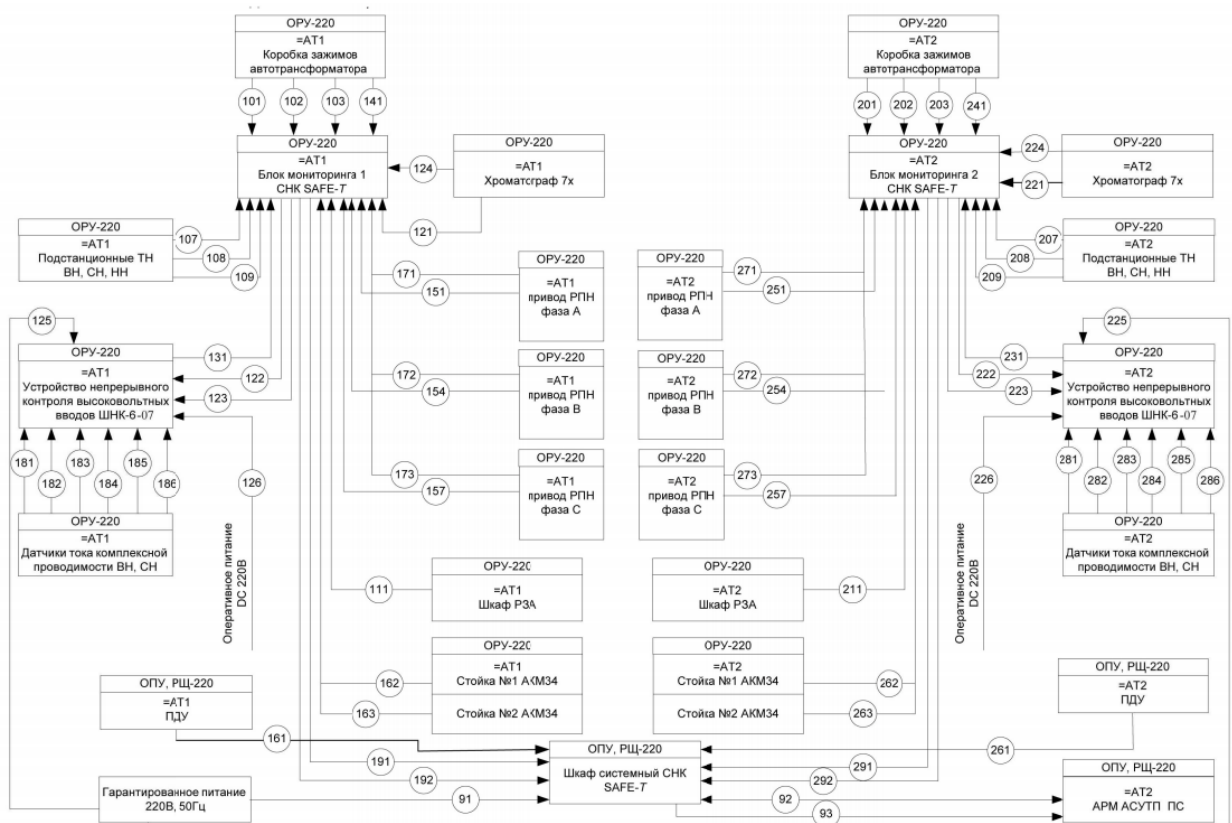 ОРУ-220
=АТ1
Коробка зажимов
автотрансформатора
101
102
103
141
ОРУ-220
=АТ1
Блок мониторинга 1
СНК SAFE-T
124
ОРУ-220
=АТ1
Хроматограф 7х
121
107
108
109
ОРУ-220
=АТ1
Подстанционные ТН
ВН, СН, НН
171
151
ОРУ-220
=АТ1
привод РПН
фаза А
125
131
122
123
ОРУ-220
=АТ1
Устройство непрерывного
контроля высоковольтных
вводов ШНК-6-07
172
154
ОРУ-220
=АТ1
привод РПН
фаза В
181
182
183
184
185
186
126
173
157
ОРУ-220
=АТ1
привод РПН
фаза С
ОРУ-220
=АТ1
Датчики тока комплексной
проводимости ВН, СН
Оперативное питание
DC 220В
111
ОРУ-220
=АТ1
Шкаф РЗА
162
163
ОРУ-220
=АТ1
Стойка №1 АКМ34
Стойка №2 АКМ34
ОПУ, РЩ-220
=АТ1
ПДУ
161
191
192
Гарантированное питание
220В, 50Гц
91
ОПУ, РЩ-220
Шкаф системный СНК
SAFE-T
ОРУ-220
=АТ2
Коробка зажимов
автотрансформатора
201
202
203
241
ОРУ-220
=АТ2
Блок мониторинга 2
СНК SAFE-T
224
221
ОРУ-220
=АТ2
Хроматограф 7х
207
208
209
ОРУ-220
=АТ2
Подстанционные ТН
ВН, СН, НН
ОРУ-220
=АТ2
привод РПН
фаза А
271
251
225
231
222
223
ОРУ-220
=АТ2
Устройство непрерывного
контроля высоковольтных
вводов ШНК-6-07
ОРУ-220
=АТ2
привод РПН
фаза В
272
254
281
282
283
284
285
286
226
ОРУ-220
=АТ2
привод РПН
фаза С
273
257
ОРУ-220
=АТ2
Датчики тока комплексной
проводимости ВН, СН
Оперативное питание
DC 220В
ОРУ-220
=АТ2
Шкаф РЗА
211
ОРУ-220
=АТ2
Стойка №1 АКМ34
Стойка №2 АКМ34
262
263
ОПУ, РЩ-220
=АТ2
ПДУ
261
291
292
92
93
ОПУ, РЩ-220
=АТ2
АРМ АСУТП ПС